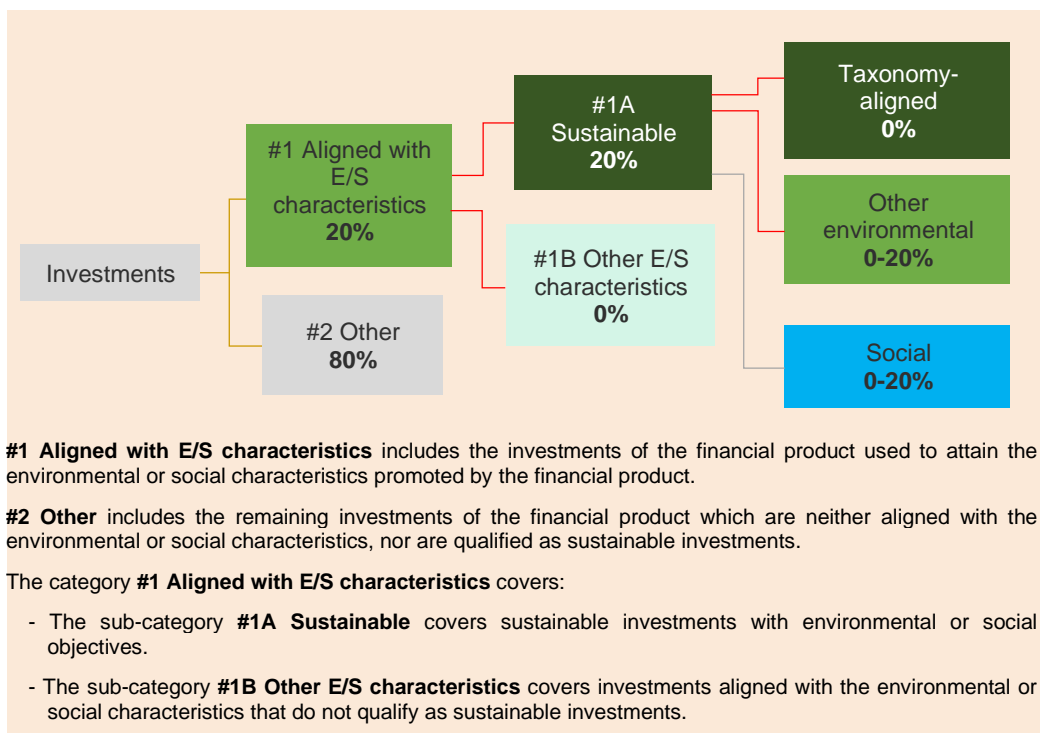 Investments
#1 Aligned with
E/S
characteristics
20%
#2 Other
80%
#1A
Sustainable
20%
#1B Other E/S
characteristics
0%
Taxonomy-
aligned
0%
Other
environmental
0-20%
Social
0-20%
#1 Aligned with E/S characteristics includes the investments of the financial product used to attain the
environmental or social characteristics promoted by the financial product.
#2 Other includes the remaining investments of the financial product which are neither aligned with the
environmental or social characteristics, nor are qualified as sustainable investments.
The category #1 Aligned with E/S characteristics covers:
- The sub-category #1A Sustainable covers sustainable investments with environmental or social
objectives.
- The sub-category #1B Other E/S characteristics covers investments aligned with the environmental or
social characteristics that do not qualify as sustainable investments.